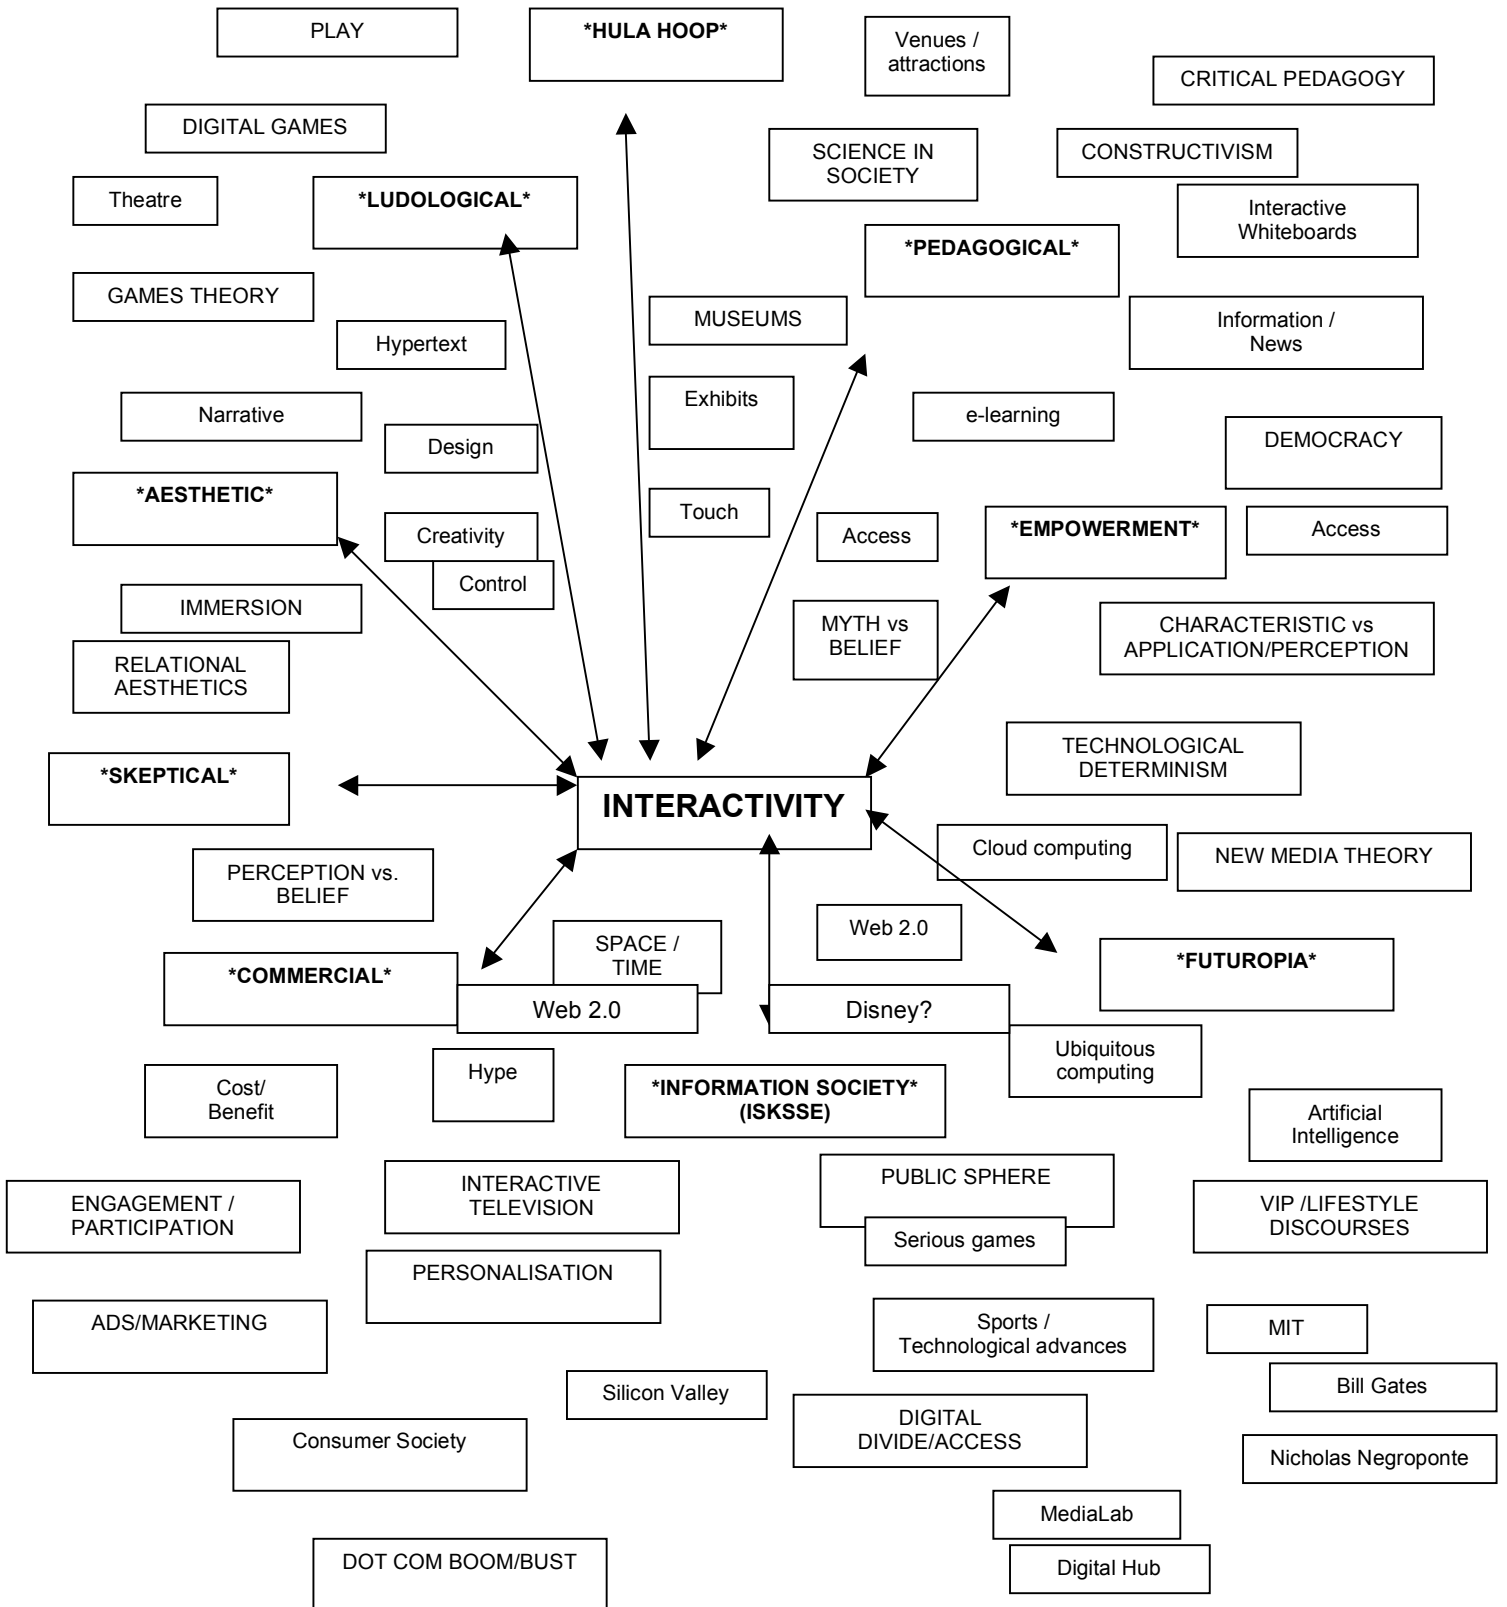 PLAY
*HULA HOOP*
Venues /
attractions
CRITICAL PEDAGOGY
DIGITAL GAMES
SCIENCE IN
SOCIETY
CONSTRUCTIVISM
Theatre
*LUDOLOGICAL*
Interactive
Whiteboards
*PEDAGOGICAL*
GAMES THEORY
MUSEUMS
Information /
News
Hypertext
Exhibits
e-learning
Narrative
Design
DEMOCRACY
*AESTHETIC*
Touch
Creativity
Access
*EMPOWERMENT*
Access
Control
IMMERSION
MYTH vs
BELIEF
CHARACTERISTIC vs
APPLICATION/PERCEPTION
RELATIONAL
AESTHETICS
TECHNOLOGICAL
DETERMINISM
*SKEPTICAL*
INTERACTIVITY
Cloud computing
NEW MEDIA THEORY
PERCEPTION vs.
BELIEF
SPACE /
TIME
Web 2.0
*COMMERCIAL*
*FUTUROPIA*
Web 2.0
Disney?
Ubiquitous
computing
Hype
Cost/
Benefit
*INFORMATION SOCIETY*
(ISKSSE)
Artificial
Intelligence
INTERACTIVE
TELEVISION
PUBLIC SPHERE
ENGAGEMENT /
PARTICIPATION
VIP /LIFESTYLE
DISCOURSES
Serious games
PERSONALISATION
ADS/MARKETING
Sports /
Technological advances
MIT
Silicon Valley
Bill Gates
DIGITAL
DIVIDE/ACCESS
Consumer Society
Nicholas Negroponte
MediaLab
DOT COM BOOM/BUST
Digital Hub